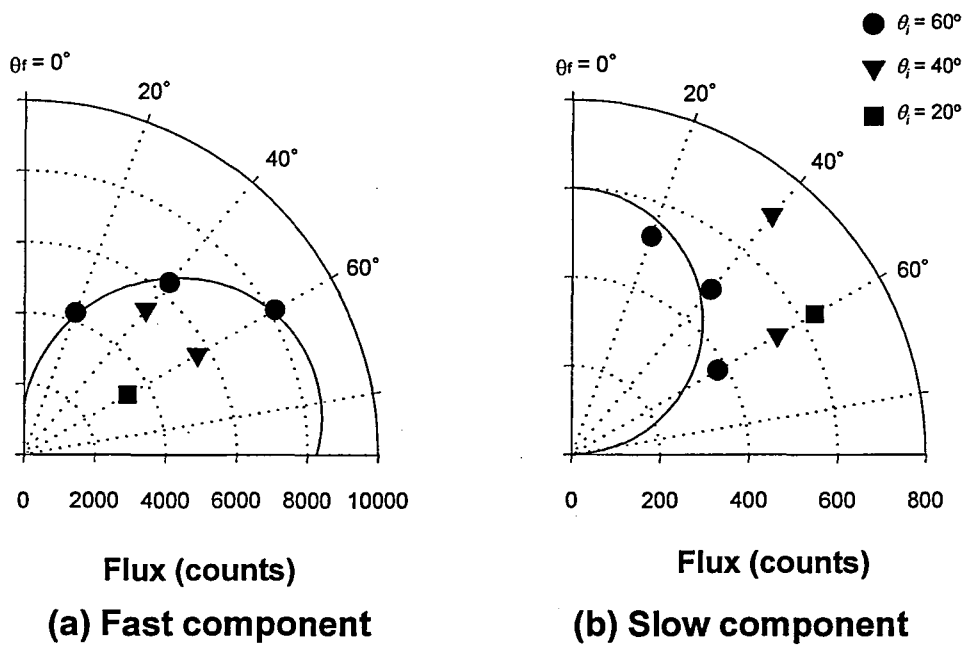 θi = 60°
θi = 40°
θi = 20°
θf = 0°
20°
40°
60°
0 2000 4000 6000 8000 10000
Flux (counts)
(a) Fast component
θf = 0°
20°
40°
60°
0 200 400 600 800
Flux (counts)
(b) Slow component